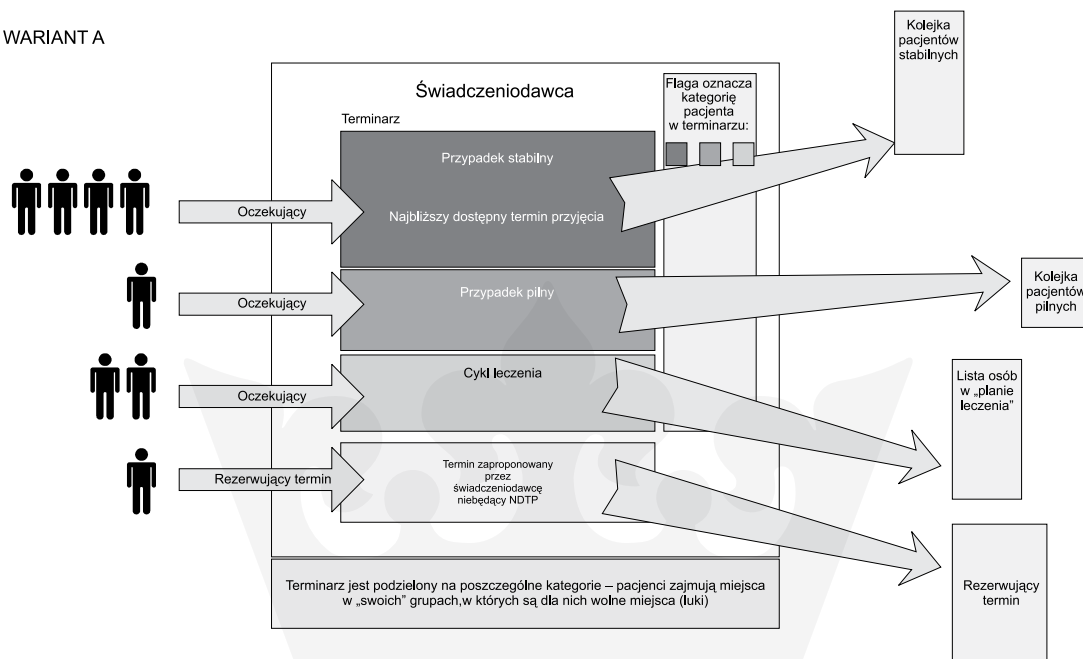 WARIANT A
Świadczeniodawca
Terminarz
Flaga oznacza
kategorię
pacjenta
w terminarzu:
Kolejka
pacjentów
stabilnych
Przypadek stabilny
Oczekujący
Najbliższy dostępny termin przyjęcia
Oczekujący
Przypadek pilny
Kolejka
pacjentów
pilnych
Oczekujący
Cykl leczenia
Lista osób
w „planie
leczenia”
Rezerwujący termin
Termin zaproponowany
przez
świadczeniodawcę
niebędący NDTP
Rezerwujący
termin
Terminarz jest podzielony na poszczególne kategorie – pacjenci zajmują miejsca
w „swoich” grupach,w których są dla nich wolne miejsca (luki)